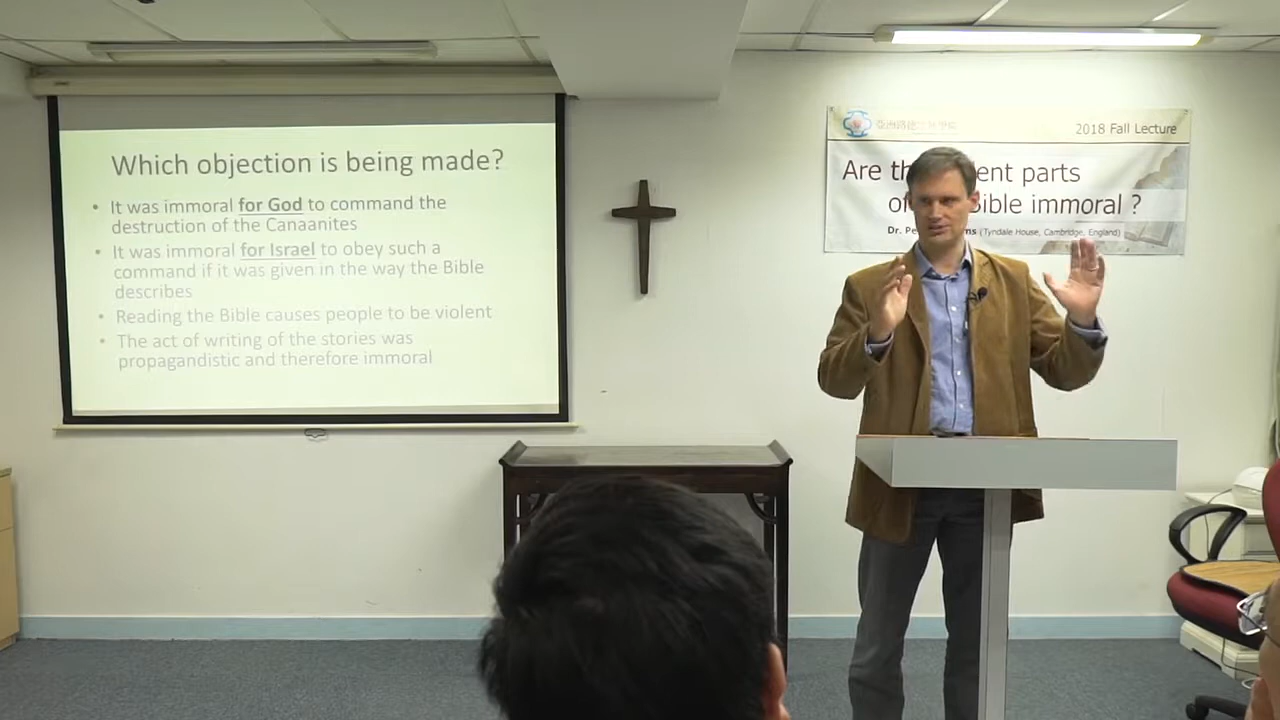 Which objection is being made?
• It was immoral for God to command the
destruction of the Canaanites
• It was immoral for Israel to obey such a
command if it was given in the way the Bible
describes
• Reading the Bible causes people to be violent
• The act of writing of the stories was
propagandistic and therefore immoral
2018 Fall Lecture
Are ent parts
of ible immoral ?
Dr. Pe ms (Tyndale House, Cambridge, England)